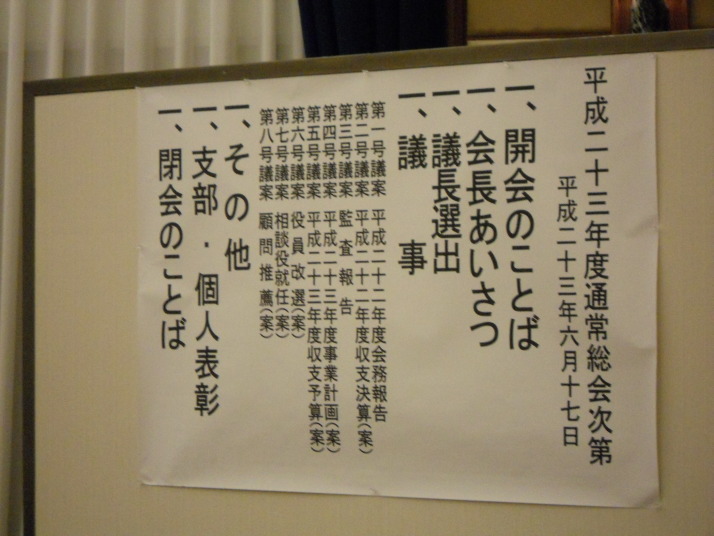 平成二十三年度通常総会次第
平成二十三年六月十七日
一、開会のことば
一、会長あいさつ
一、議長選出
一、議 事
第一号議案 平成二十二年度会務報告
第二号議案 平成二十二年度収支決算(案)
第三号議案 監査報告
第四号議案 平成二十三年度事業計画(案)
第五号議案 平成二十三年度収支予算(案)
第六号議案 役員改選(案)
第七号議案 相談役就任(案)
第八号議案 顧問推薦(案)
一、その他
一、支部・個人表彰
一、閉会のことば